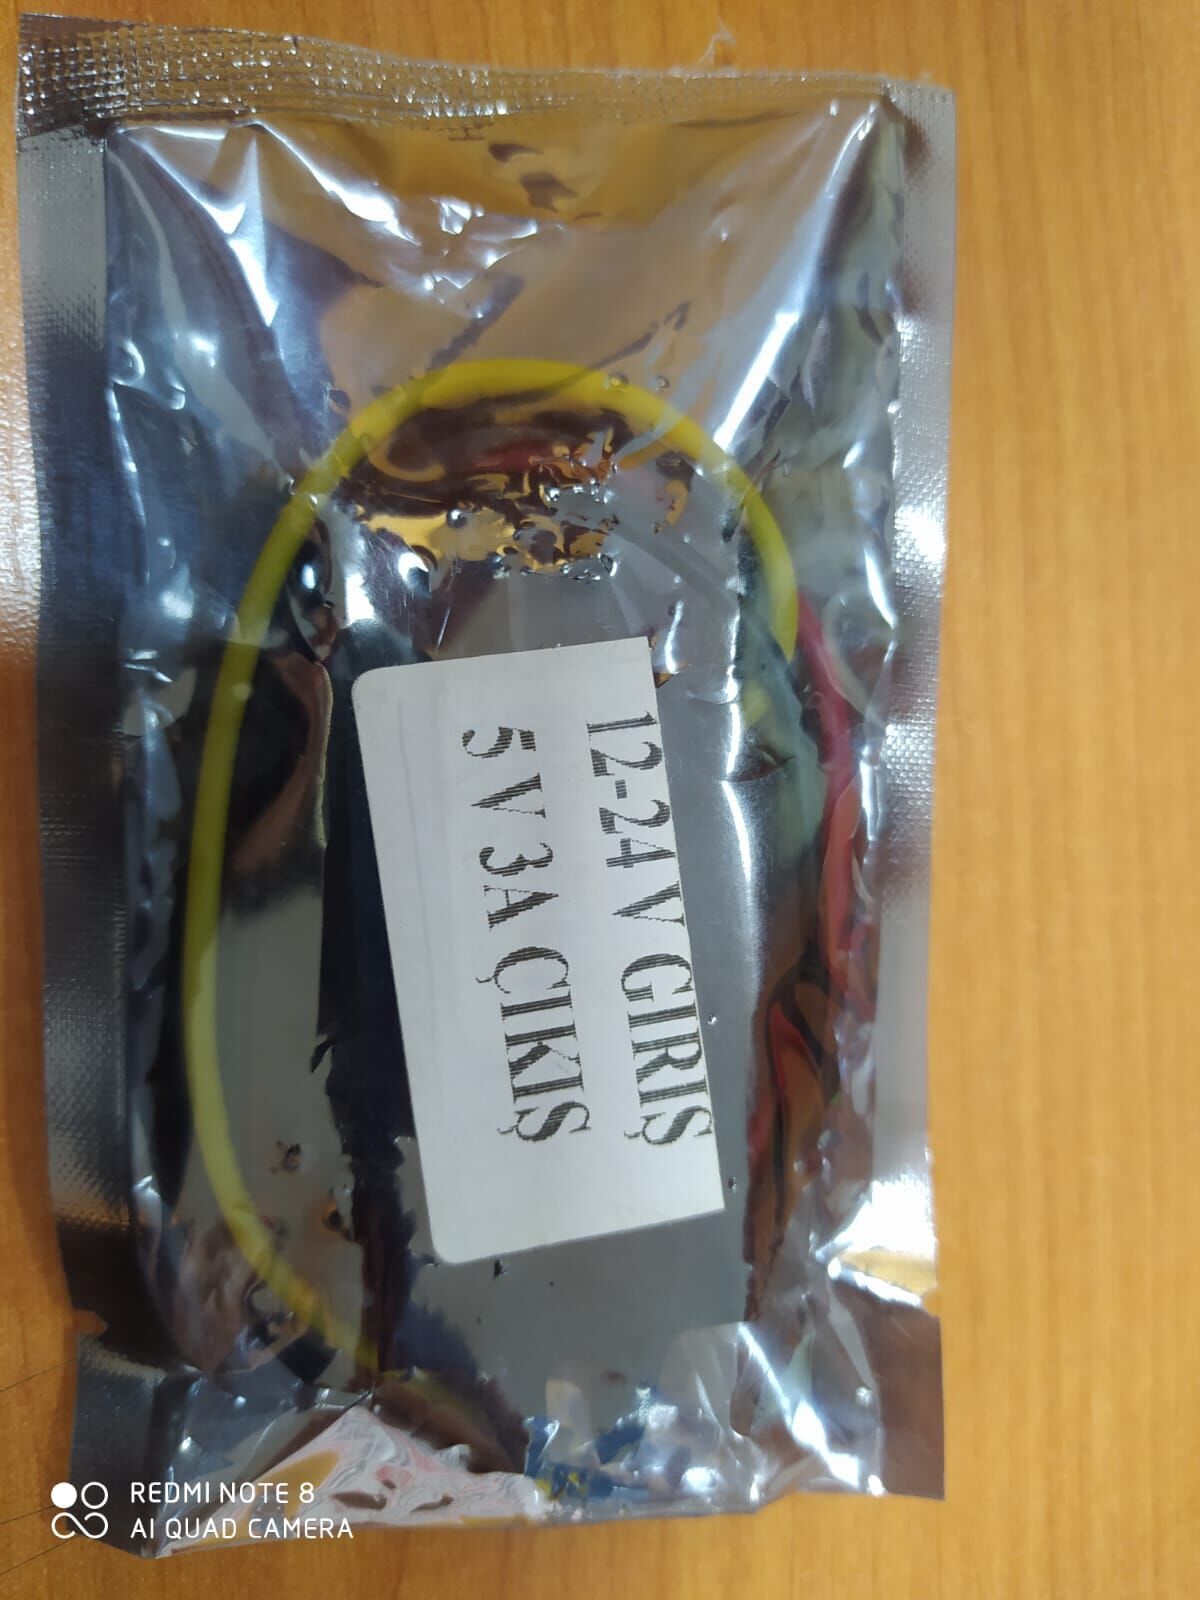 12-24V GIRIŞ
5V 3A ÇIKIŞ
REDMI NOTE 8
AI QUAD CAMERA